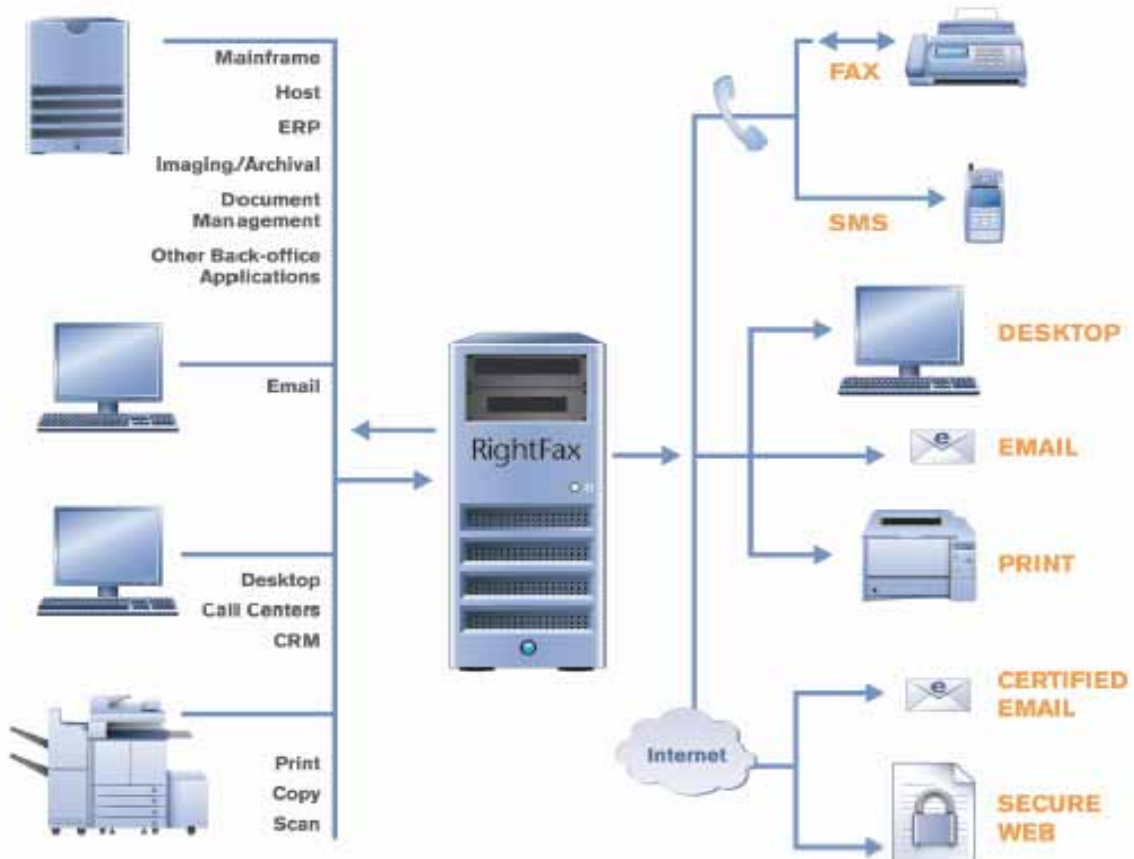 Mainframe
Host
ERP
Imaging/Archival
Document
Management
Other Back-office
Applications
Email
Desktop
Call Centers
CRM
Print
Copy
Scan
RightFax
FAX
SMS
DESKTOP
e
EMAIL
PRINT
Internet
e
CERTIFIED
EMAIL
SECURE
WEB